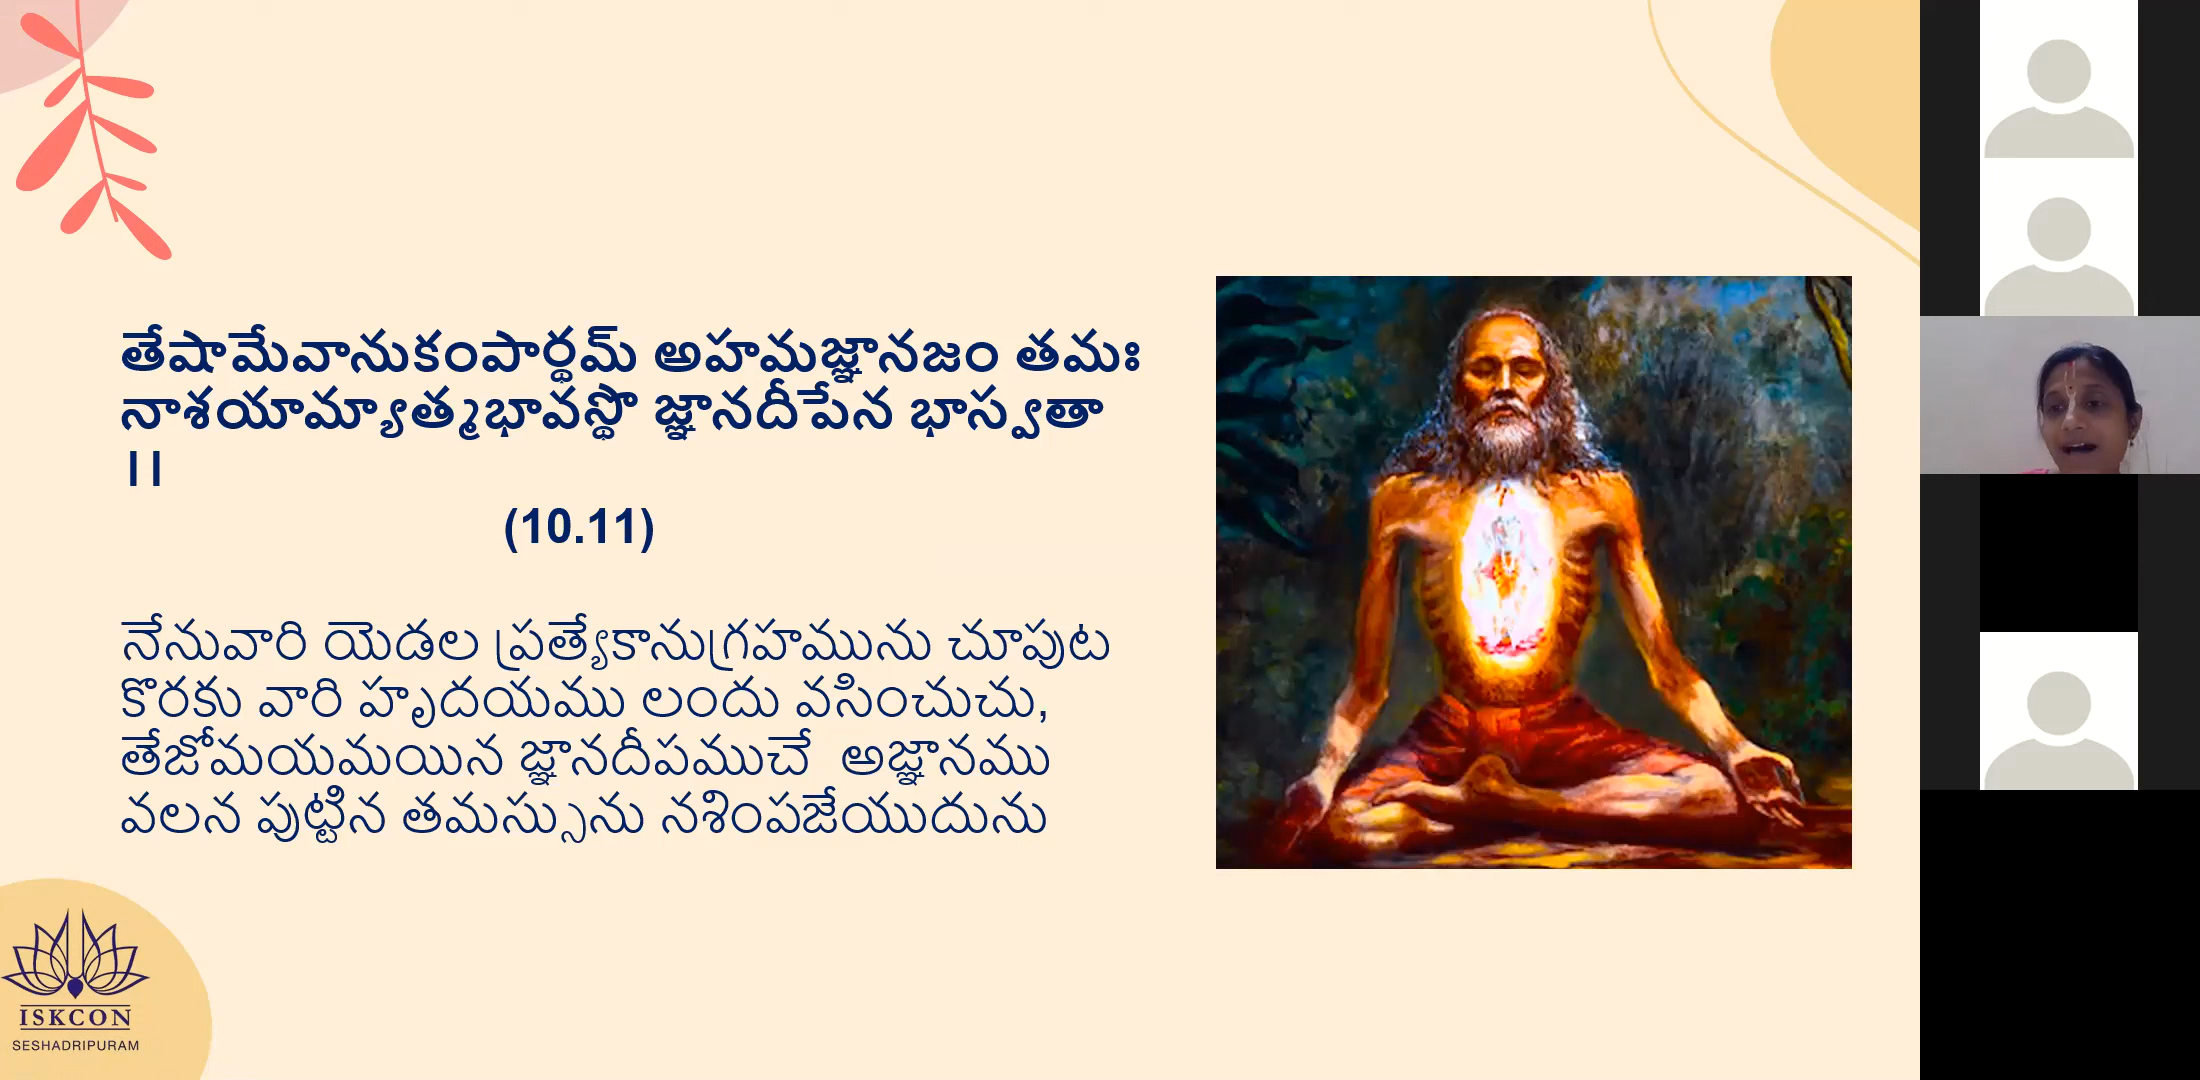 తేషామేవానుకంపార్థమ్ అహమజ్ఞానజం తమః
నాశయామ్యాత్మభావస్థొ జ్ఞానదీపేన భాస్వతా
।।
(10.11)
నేనువారి యెడల ప్రత్యేకానుగ్రహమును చూపుట
కొరకు వారి హృదయము లందు వసించుచు,
తేజోమయమయిన జ్ఞానదీపముచే  అజ్ఞానము
వలన పుట్టిన తమస్సును నశింపజేయుదును
ISKCON
SESHADRIPURAM